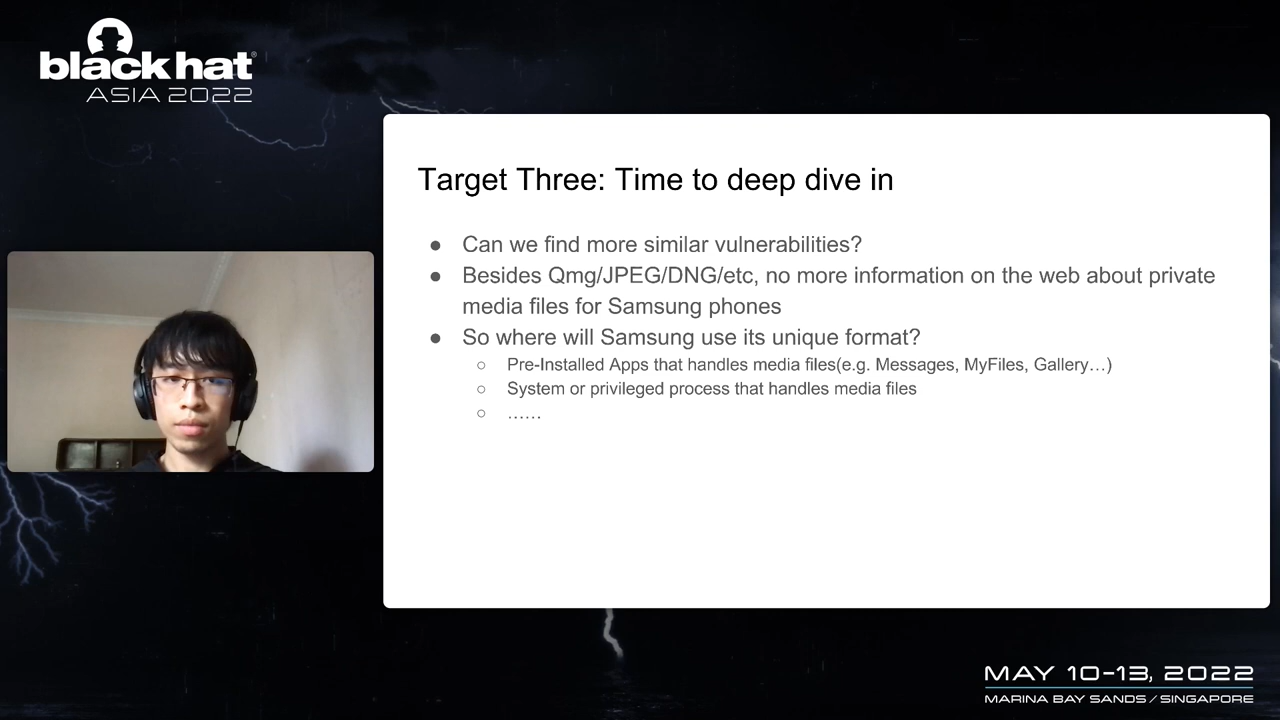 black hat®
ASIA 2022
Target Three: Time to deep dive in
● Can we find more similar vulnerabilities?
● Besides Qmg/JPEG/DNG/etc, no more information on the web about private
media files for Samsung phones
● So where will Samsung use its unique format?
○ Pre-Installed Apps that handles media files(e.g. Messages, MyFiles, Gallery…)
○ System or privileged process that handles media files
○ ……
MAY 10-13, 2022
MARINA BAY SANDS / SINGAPORE